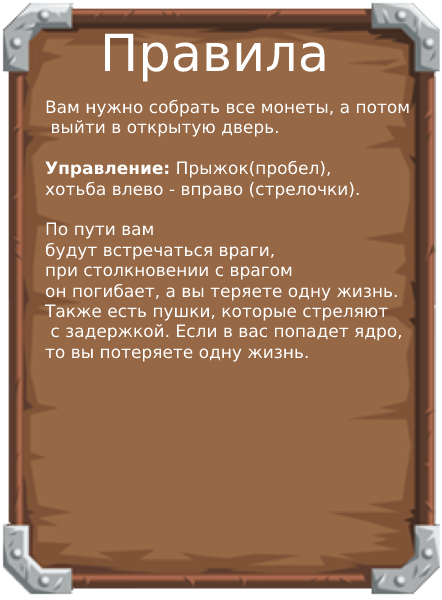 Правила
Вам нужно собрать все монеты, а потом
выйти в открытую дверь.
Управление: Прыжок(пробел),
хотьба влево - вправо (стрелочки).
По пути вам
будут встречаться враги,
при столкновении с врагом
он погибает, а вы теряете одну жизнь.
Также есть пушки, которые стреляют
с задержкой. Если в вас попадет ядро,
то вы потеряете одну жизнь.